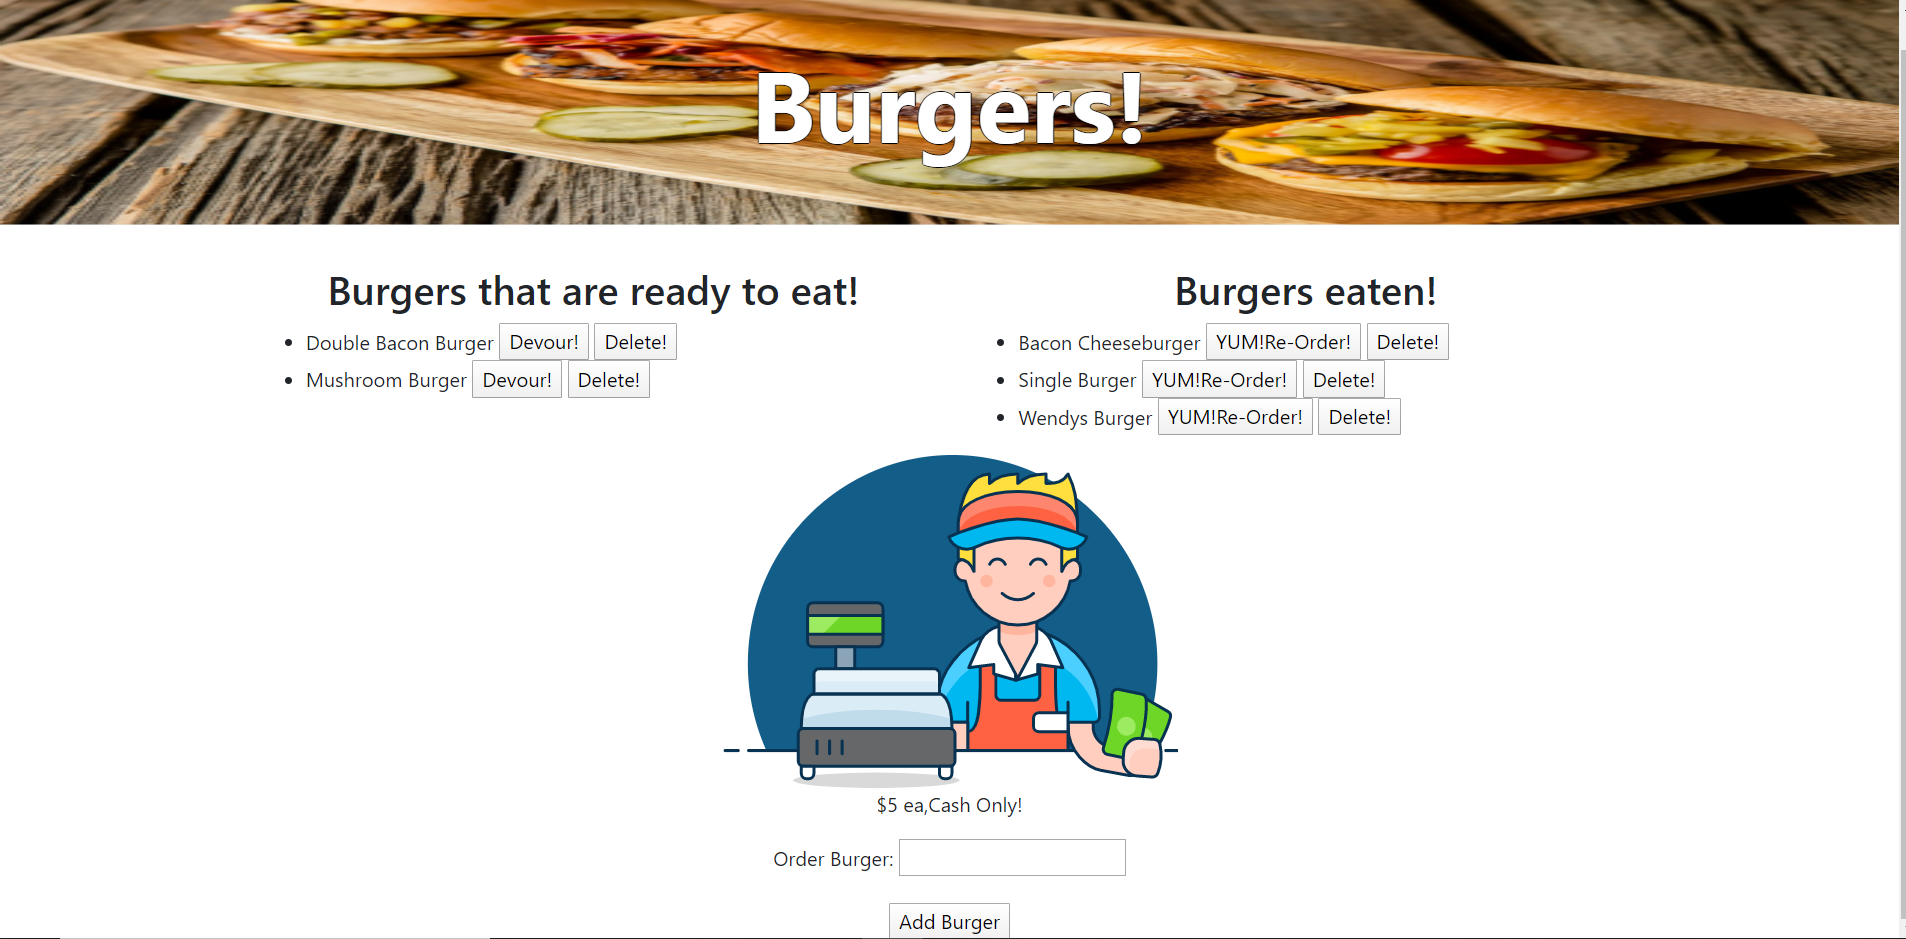 Burgers!
Burgers that are ready to eat!
Double Bacon Burger Devour! Delete!
Mushroom Burger Devour! Delete!
Burgers eaten!
Bacon Cheeseburger YUM!Re-Order! Delete!
Single Burger YUM!Re-Order! Delete!
Wendys Burger YUM!Re-Order! Delete!
$5 ea,Cash Only!
Order Burger:
Add Burger